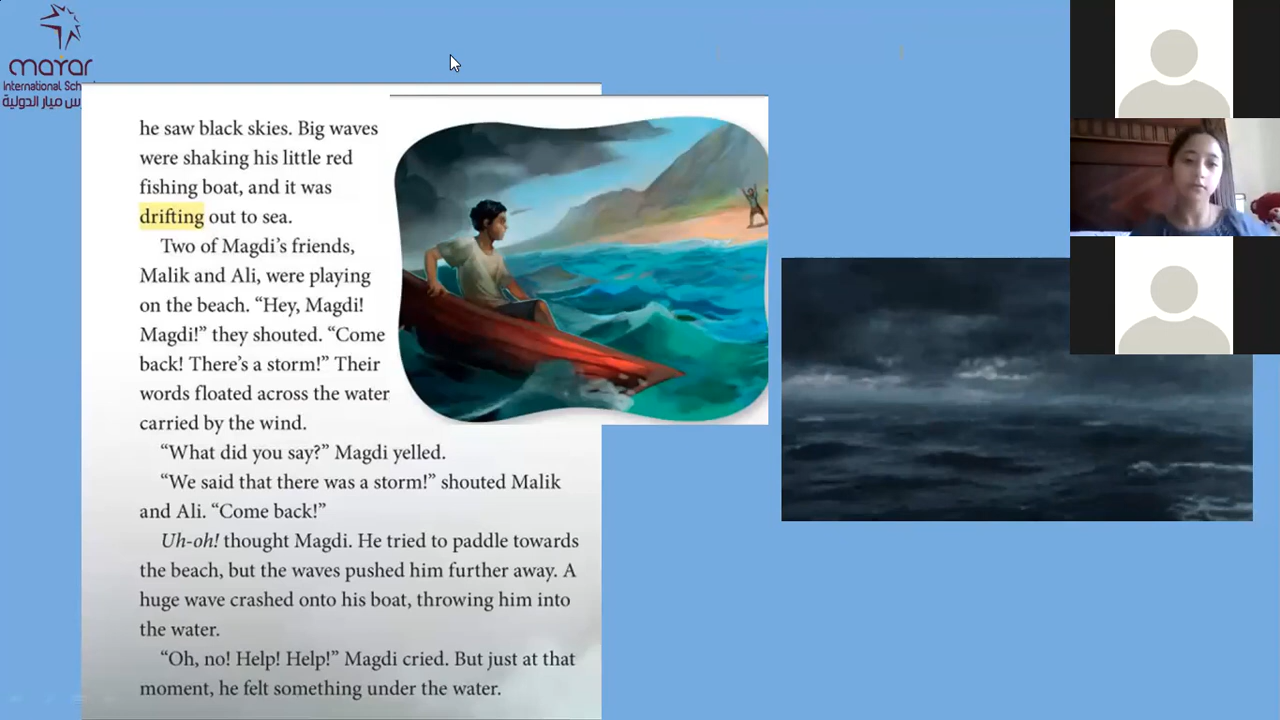 mayar
International Sch
رس ميار الدولية
he saw black skies. Big waves
were shaking his little red
fishing boat, and it was
drifting out to sea.
Two of Magdi’s friends,
Malik and Ali, were playing
on the beach. “Hey, Magdi!
Magdi!” they shouted. “Come
back! There’s a storm!” Their
words floated across the water
carried by the wind.
“What did you say?” Magdi yelled.
“We said that there was a storm!” shouted Malik
and Ali. “Come back!”
Uh-oh! thought Magdi. He tried to paddle towards
the beach, but the waves pushed him further away. A
huge wave crashed onto his boat, throwing him into
the water.
“Oh, no! Help! Help!” Magdi cried. But just at that
moment, he felt something under the water.